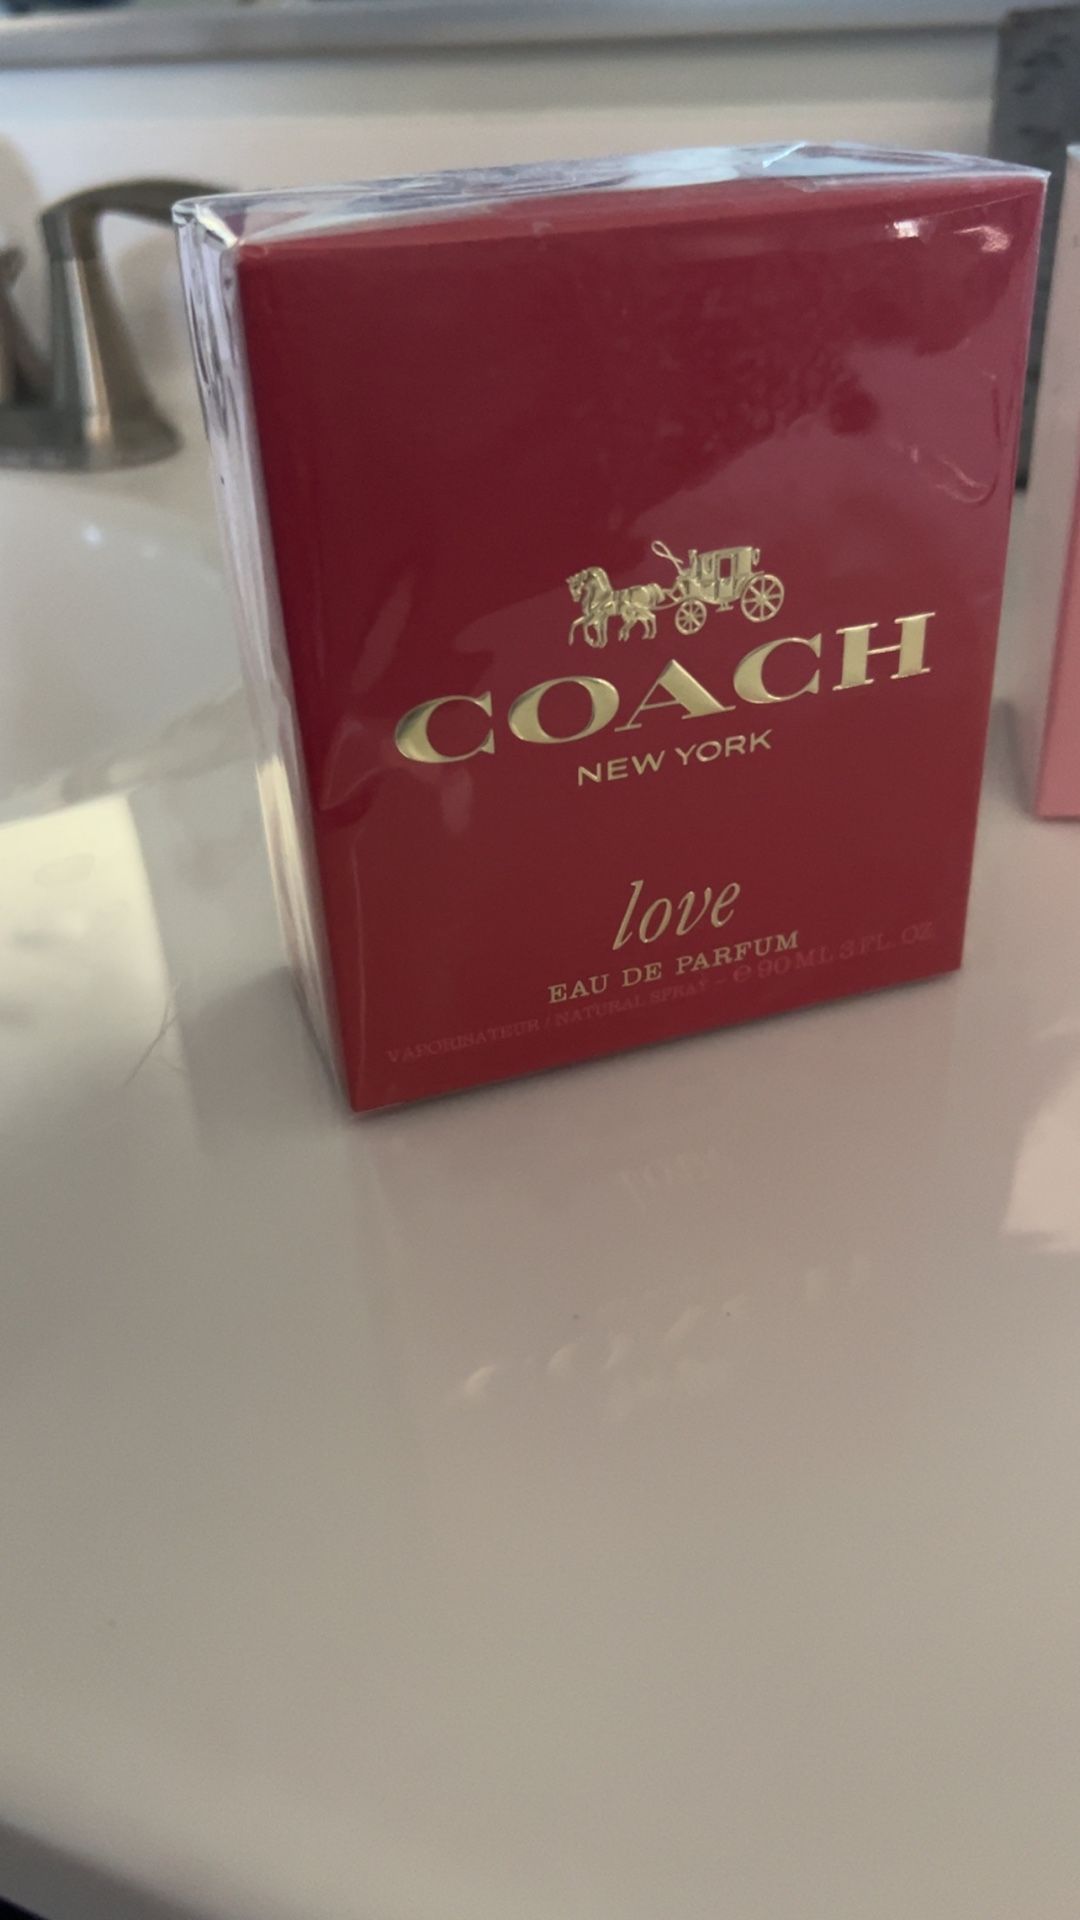 COACH
NEW YORK
love
EAU DE PARFUM
VAPORISATEUR / NATURAL SPRAY - ℮ 90 ML 3 FL. OZ